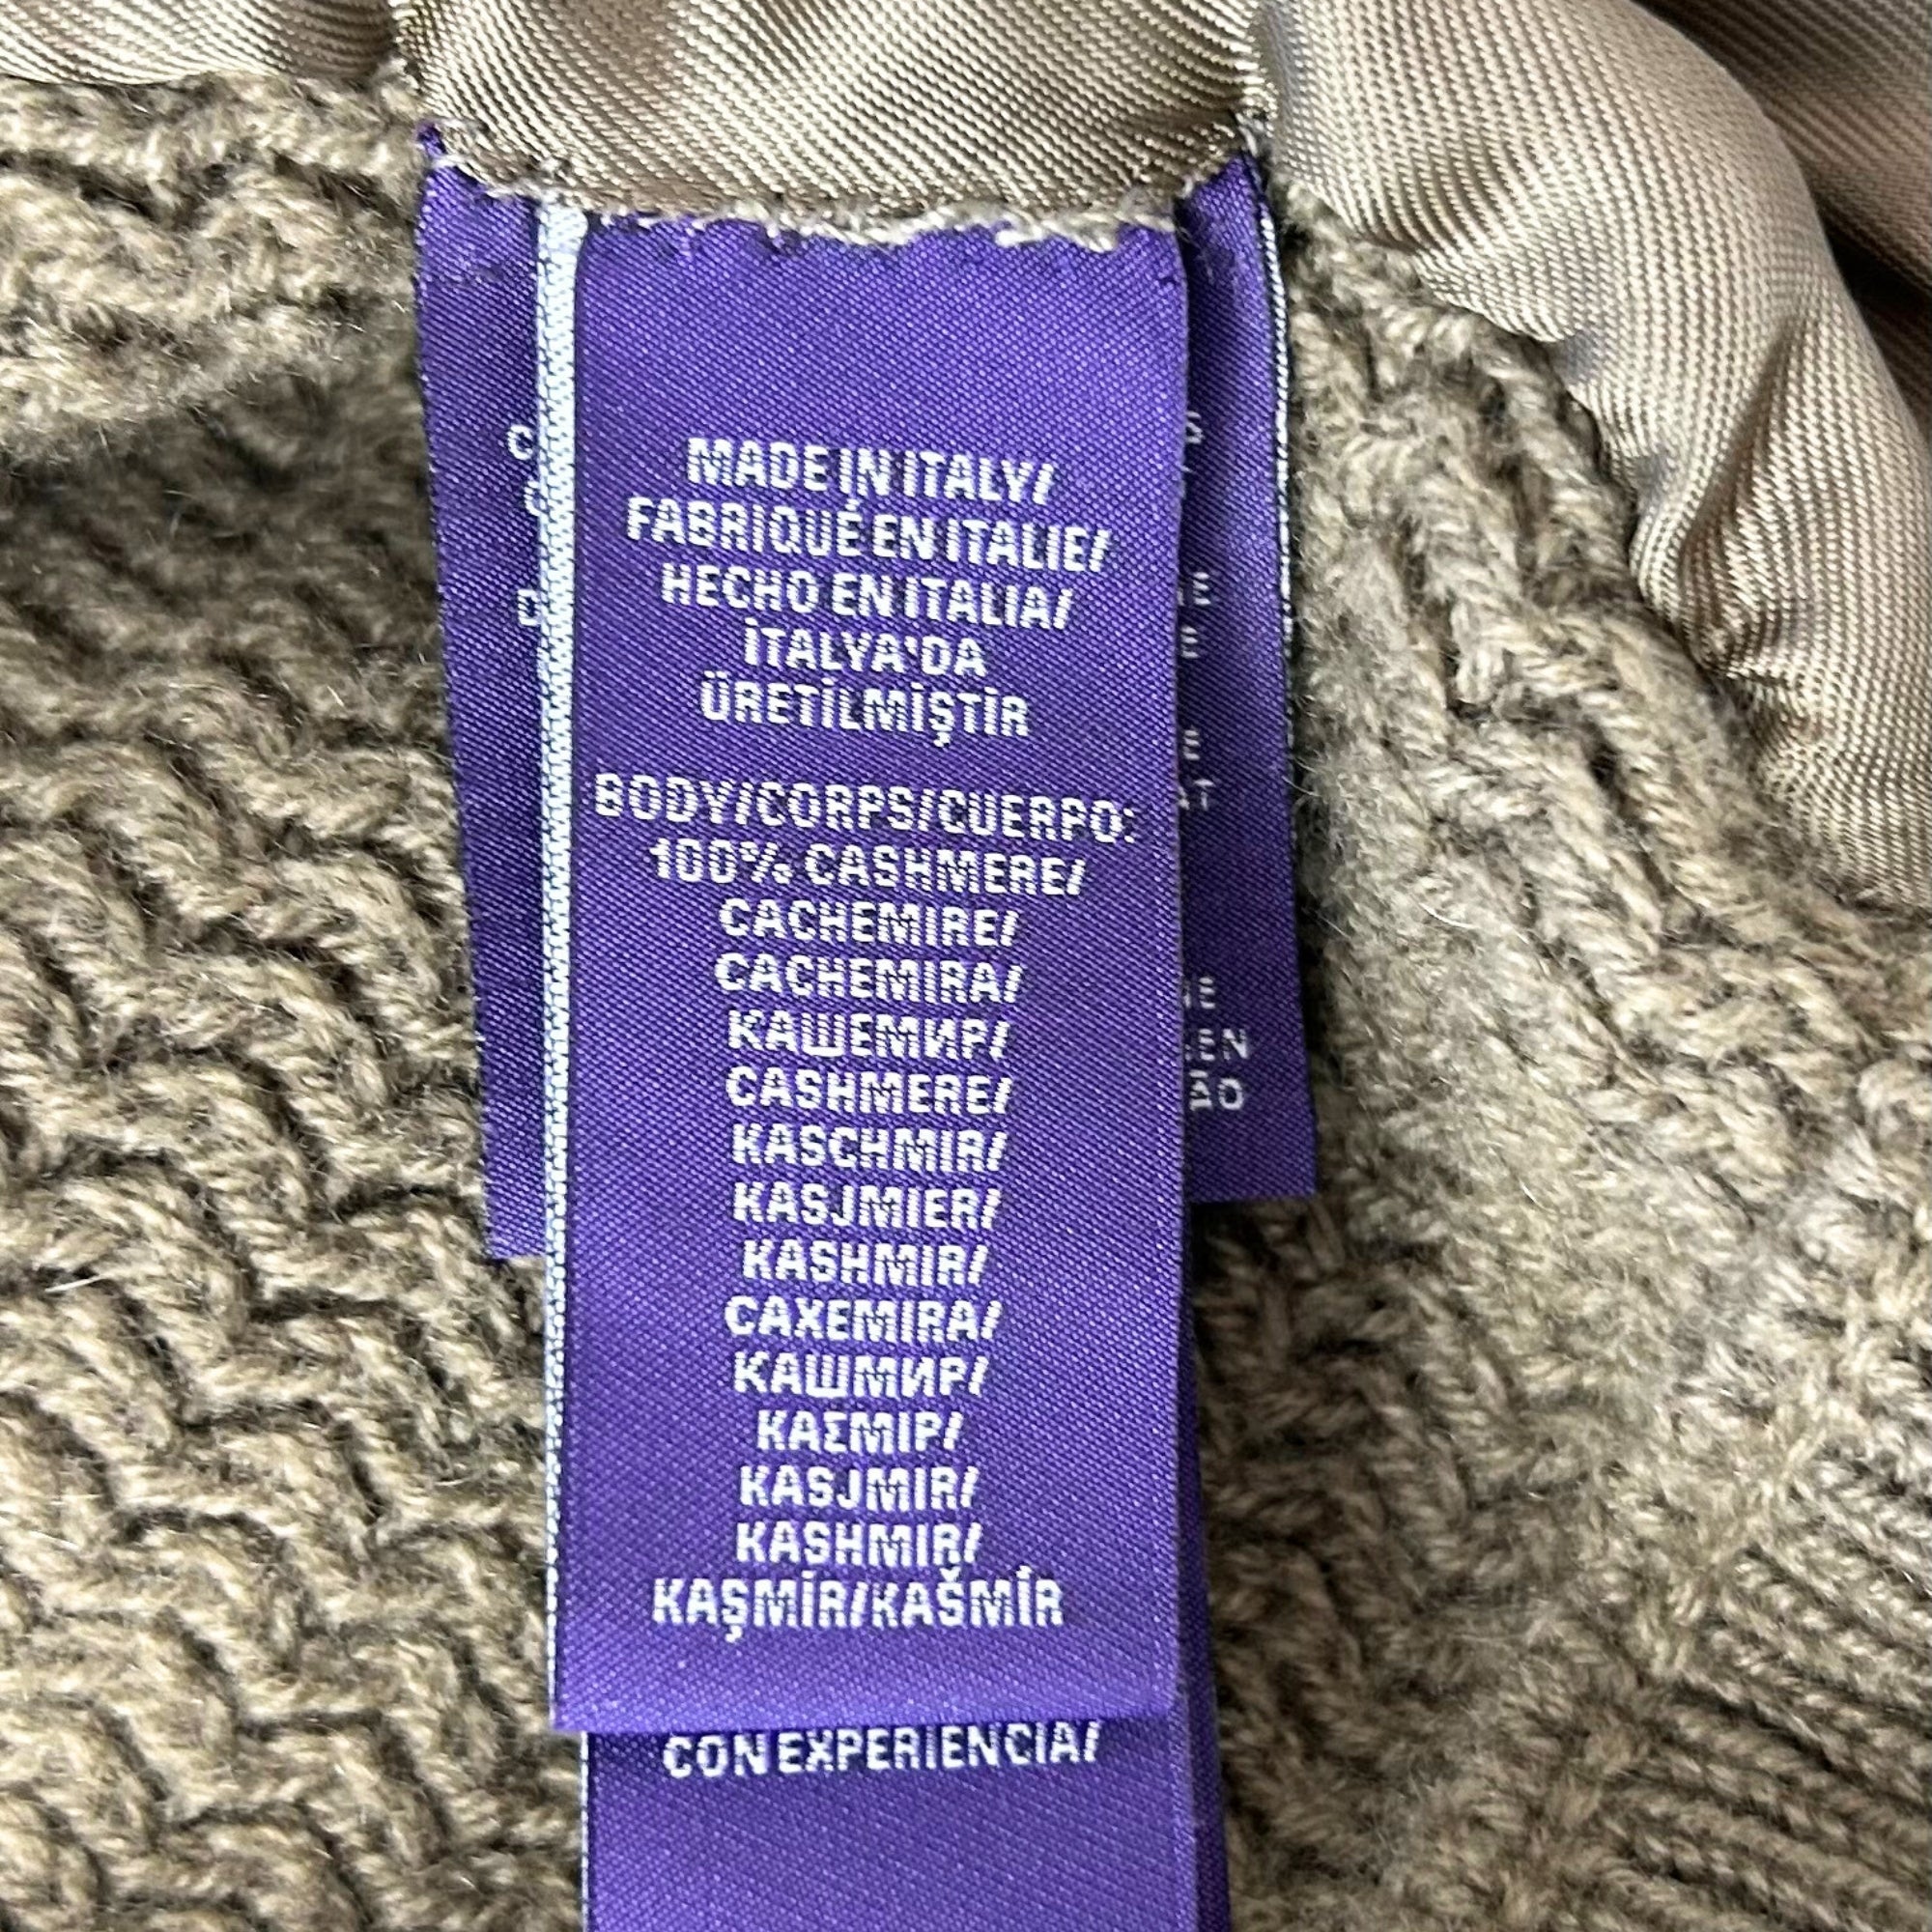 MADE IN ITALY/
FABRIQUÉ EN ITALIE/
HECHO EN ITALIA/
İTALYA'DA
ÜRETİLMİŞTİR
BODY/CORPS/CUERPO:
100% CASHMERE/
CACHEMIRE/
CACHEMIRA/
КАШЕМИР/
CASHMERE/
KASCHMIR/
KASJMIER/
KASHMIR/
CAXEMIRA/
КАШМИР/
ΚΑΣΜΙΡ/
KASJMIR/
KASHMIR/
KAŞMİR/KAŠMÍR
CON EXPERIENCIA/